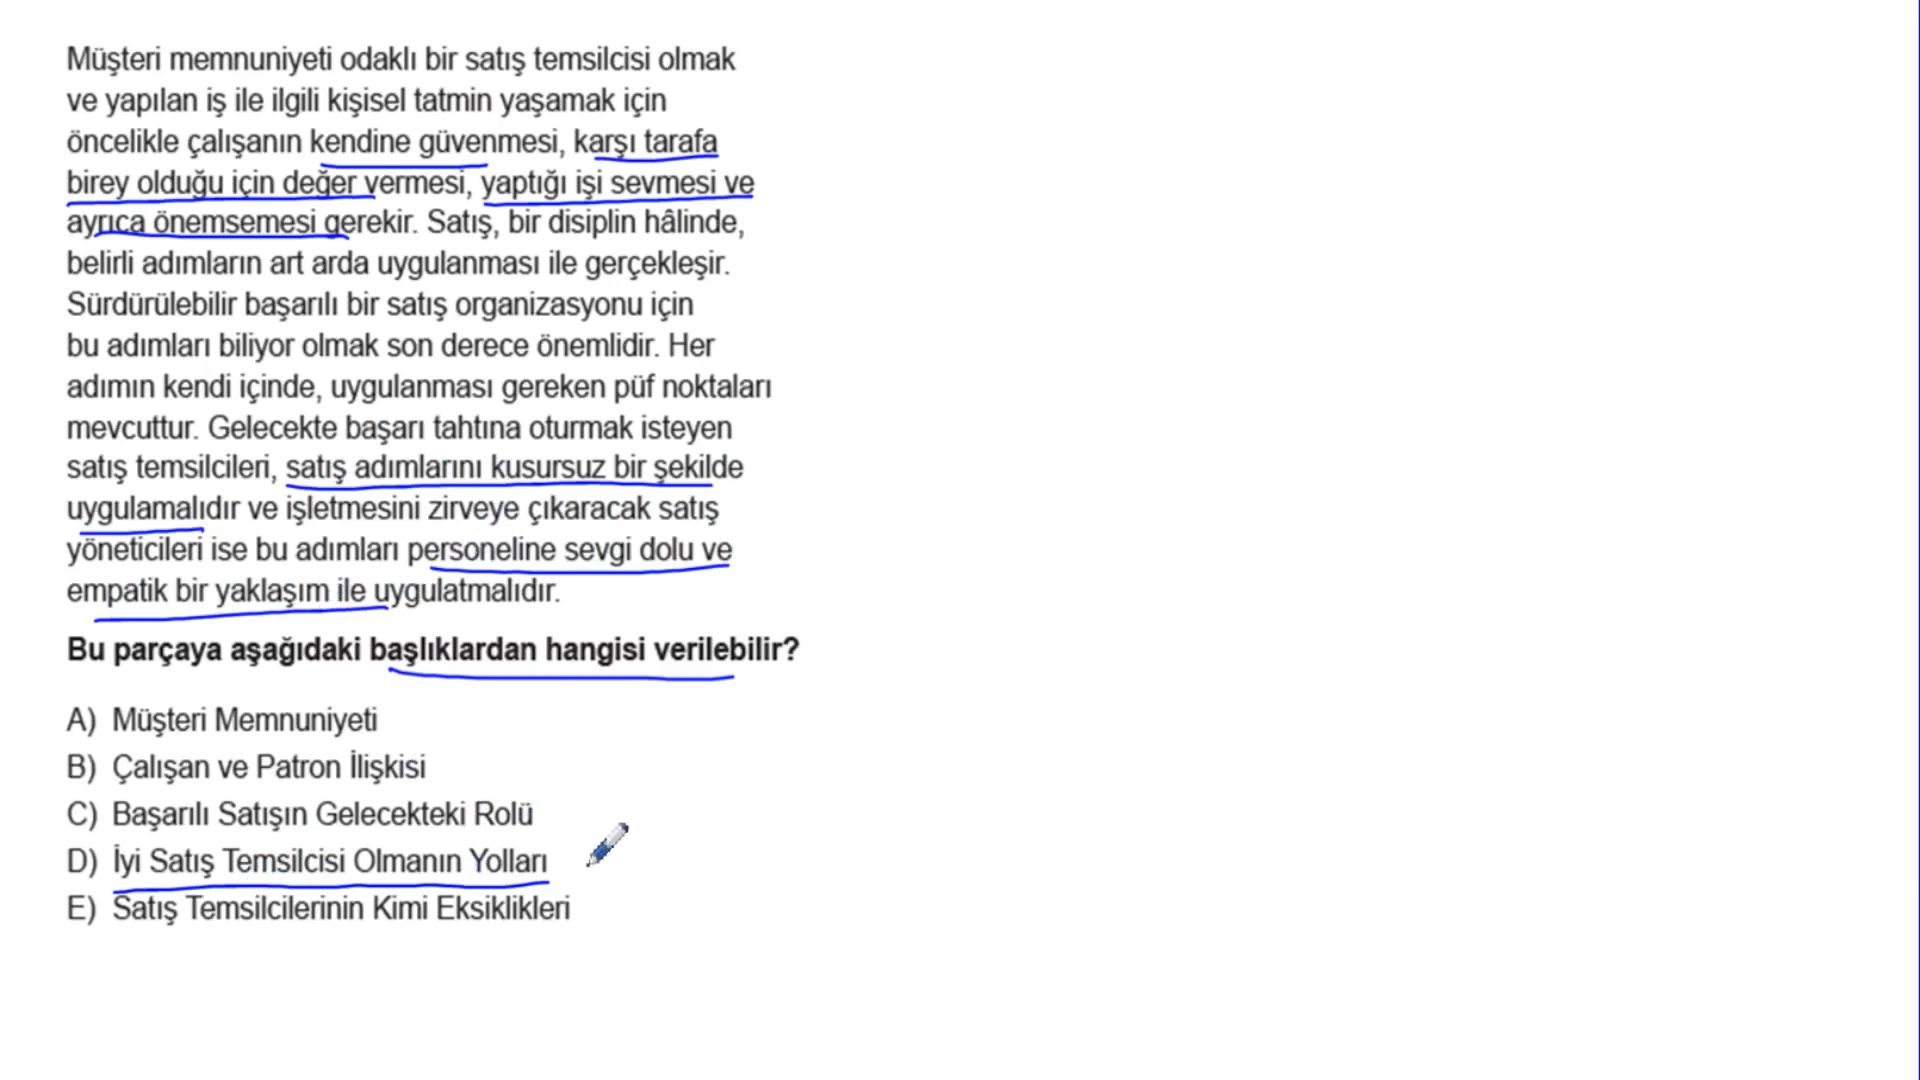 Müşteri memnuniyeti odaklı bir satış temsilcisi olmak
ve yapılan iş ile ilgili kişisel tatmin yaşamak için
öncelikle çalışanın kendine güvenmesi, karşı tarafa
birey olduğu için değer vermesi, yaptığı işi sevmesi ve
ayrıca önemsemesi gerekir. Satış, bir disiplin hâlinde,
belirli adımların art arda uygulanması ile gerçekleşir.
Sürdürülebilir başarılı bir satış organizasyonu için
bu adımları biliyor olmak son derece önemlidir. Her
adımın kendi içinde, uygulanması gereken püf noktaları
mevcuttur. Gelecekte başarı tahtına oturmak isteyen
satış temsilcileri, satış adımlarını kusursuz bir şekilde
uygulamalıdır ve işletmesini zirveye çıkaracak satış
yöneticileri ise bu adımları personeline sevgi dolu ve
empatik bir yaklaşım ile uygulatmalıdır.
Bu parçaya aşağıdaki başlıklardan hangisi verilebilir?
A) Müşteri Memnuniyeti
B) Çalışan ve Patron İlişkisi
C) Başarılı Satışın Gelecekteki Rolü
D) İyi Satış Temsilcisi Olmanın Yolları
E) Satış Temsilcilerinin Kimi Eksiklikleri